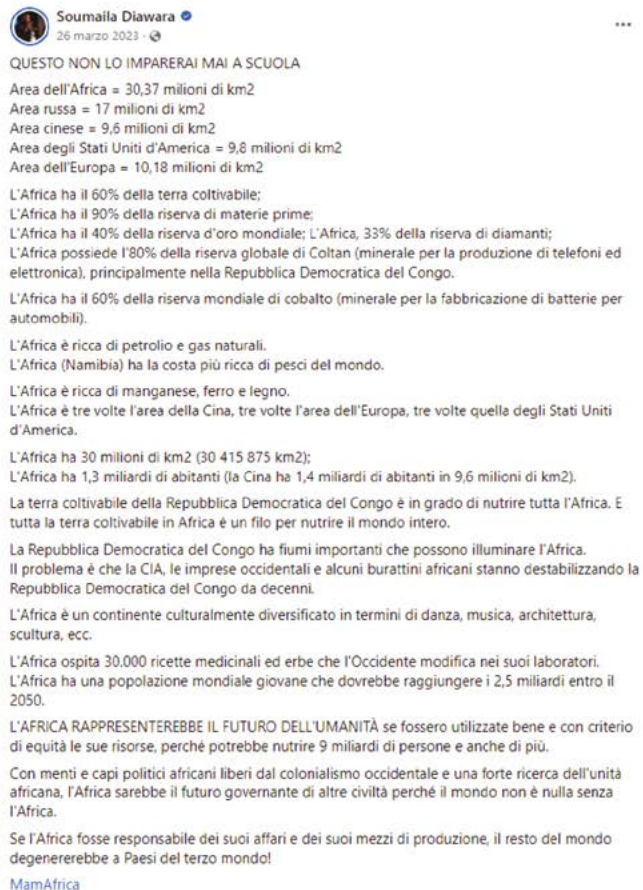 Soumaila Diawara
26 marzo 2023 ·
QUESTO NON LO IMPARERAI MAI A SCUOLA
Area dell'Africa = 30,37 milioni di km2
Area russa = 17 milioni di km2
Area cinese = 9,6 milioni di km2
Area degli Stati Uniti d'America = 9,8 milioni di km2
Area dell'Europa = 10,18 milioni di km2
L'Africa ha il 60% della terra coltivabile;
L'Africa ha il 90% della riserva di materie prime;
L'Africa ha il 40% della riserva d'oro mondiale; L'Africa, 33% della riserva di diamanti;
L'Africa possiede l'80% della riserva globale di Coltan (minerale per la produzione di telefoni ed
elettronica), principalmente nella Repubblica Democratica del Congo.
L'Africa ha il 60% della riserva mondiale di cobalto (minerale per la fabbricazione di batterie per
automobili).
L'Africa è ricca di petrolio e gas naturali.
L'Africa (Namibia) ha la costa più ricca di pesci del mondo.
L'Africa è ricca di manganese, ferro e legno.
L'Africa è tre volte l'area della Cina, tre volte l'area dell'Europa, tre volte quella degli Stati Uniti
d'America.
L'Africa ha 30 milioni di km2 (30 415 875 km2);
L'Africa ha 1,3 miliardi di abitanti (la Cina ha 1,4 miliardi di abitanti in 9,6 milioni di km2).
La terra coltivabile della Repubblica Democratica del Congo è in grado di nutrire tutta l'Africa. E
tutta la terra coltivabile in Africa è un filo per nutrire il mondo intero.
La Repubblica Democratica del Congo ha fiumi importanti che possono illuminare l'Africa.
Il problema è che la CIA, le imprese occidentali e alcuni burattini africani stanno destabilizzando la
Repubblica Democratica del Congo da decenni.
L'Africa è un continente culturalmente diversificato in termini di danza, musica, architettura,
scultura, ecc.
L'Africa ospita 30.000 ricette medicinali ed erbe che l'Occidente modifica nei suoi laboratori.
L'Africa ha una popolazione mondiale giovane che dovrebbe raggiungere i 2,5 miliardi entro il
2050.
L'AFRICA RAPPRESENTEREBBE IL FUTURO DELL'UMANITÀ se fossero utilizzate bene e con criterio
di equità le sue risorse, perché potrebbe nutrire 9 miliardi di persone e anche di più.
Con menti e capi politici africani liberi dal colonialismo occidentale e una forte ricerca dell'unità
africana, l'Africa sarebbe il futuro governante di altre civiltà perché il mondo non è nulla senza
l'Africa.
Se l'Africa fosse responsabile dei suoi affari e dei suoi mezzi di produzione, il resto del mondo
degenererebbe a Paesi del terzo mondo!
MamAfrica